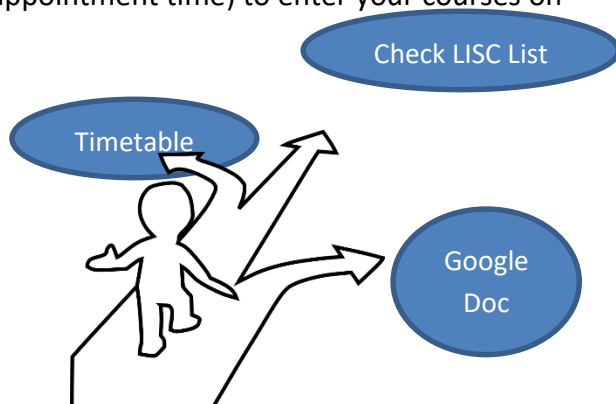 appointment time) to enter your courses on
Check LISC List
Timetable
Google
Doc